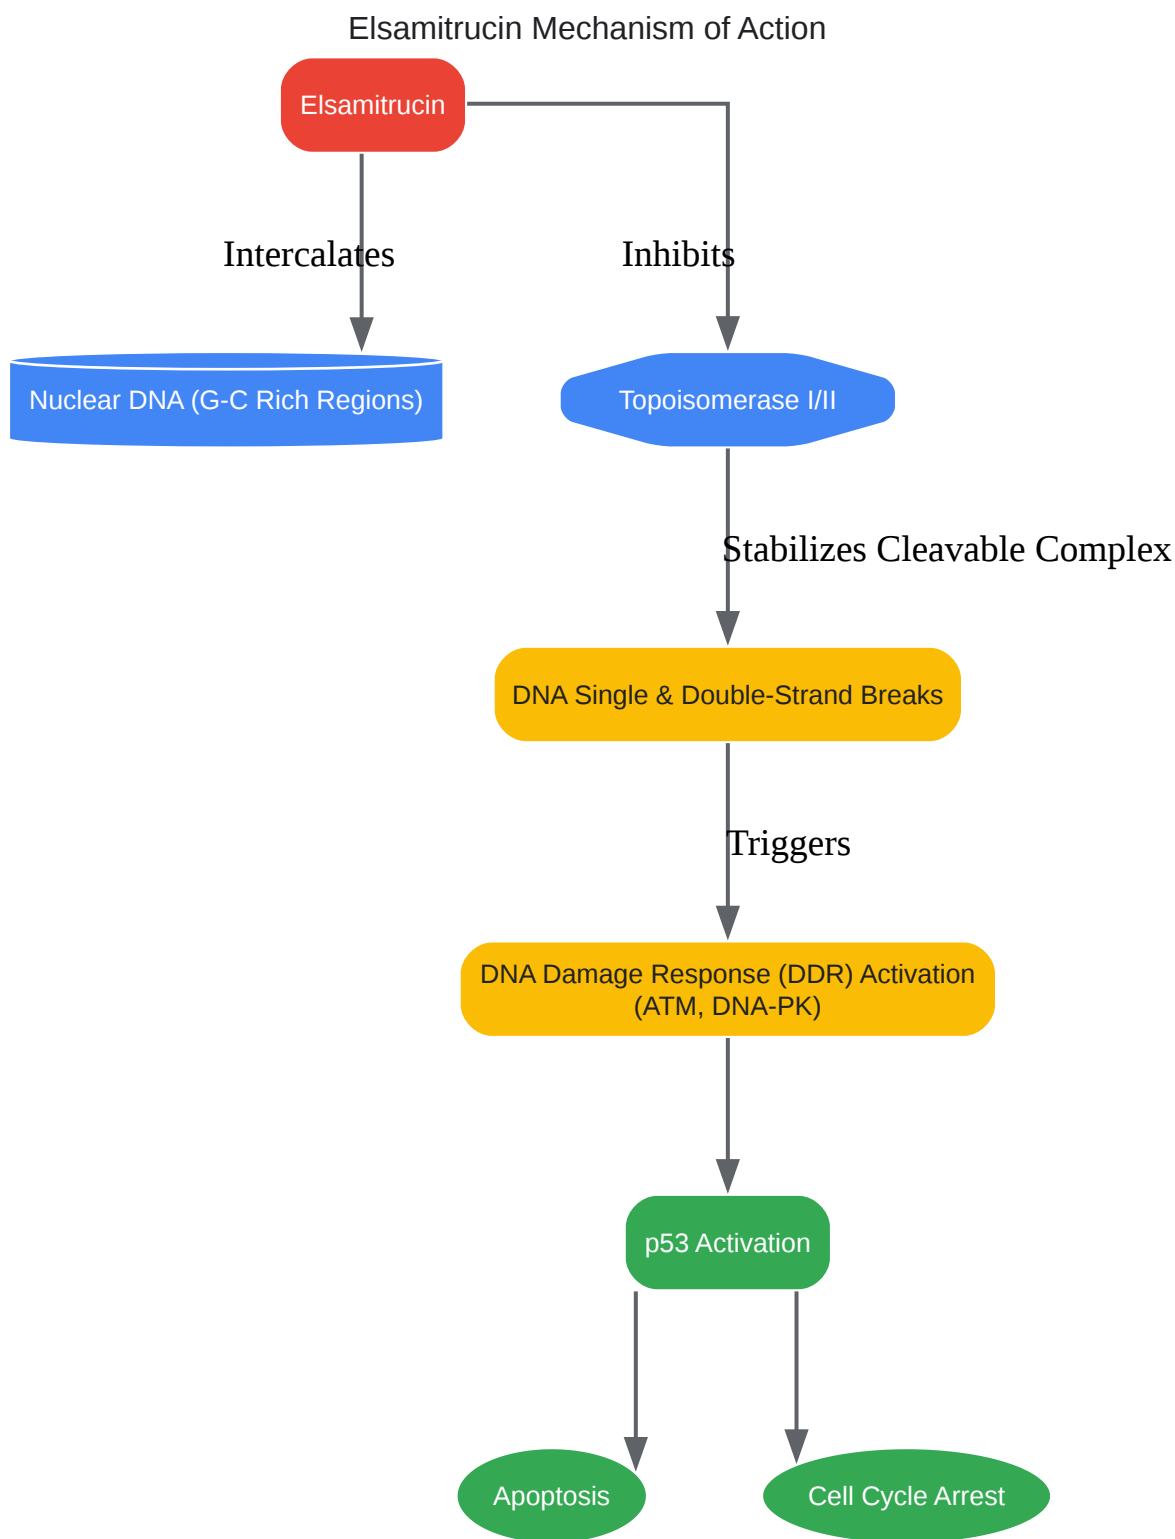 Elsamitrucin Mechanism of Action
Elsamitrucin
Intercalates
Inhibits
Nuclear DNA (G-C Rich Regions)
Topoisomerase I/II
Stabilizes Cleavable Complex
DNA Single & Double-Strand Breaks
Triggers
DNA Damage Response (DDR) Activation
(ATM, DNA-PK)
p53 Activation
Apoptosis
Cell Cycle Arrest